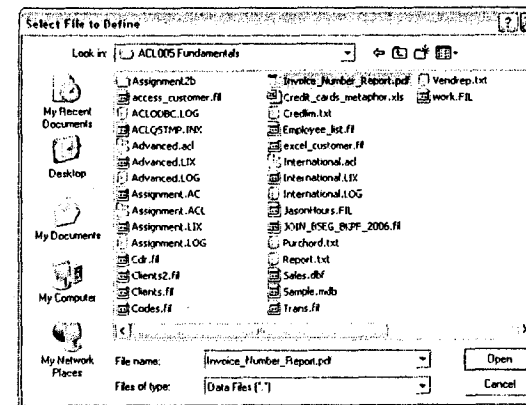 Select File to Define
Look in: ACL005 Fundamentals
My Recent Documents
Desktop
My Documents
My Computer
My Network Places
Assignment2b
access_customer.fil
ACLODBC.LOG
ACLQSTMP.INX
Advanced.acl
Advanced.LIX
Advanced.LOG
Assignment.AC
Assignment.ACL
Assignment.LIX
Assignment.LOG
Cdr.fil
Clients2.fil
Clients.fil
Codes.fil
Invoice_Number_Report.pdf
Credit_cards_metaphor.xls
Credlim.txt
Employee_list.fil
excel_customer.fil
International.acl
International.LIX
International.LOG
JasonHours.FIL
JOIN_BSEG_BKPF_2006.fil
Purchord.txt
Report.txt
Sales.dbf
Sample.mdb
Trans.fil
Vendrep.txt
work.FIL
File name: Invoice_Number_Report.pdf
Open
Files of type: Data Files (*.*)
Cancel